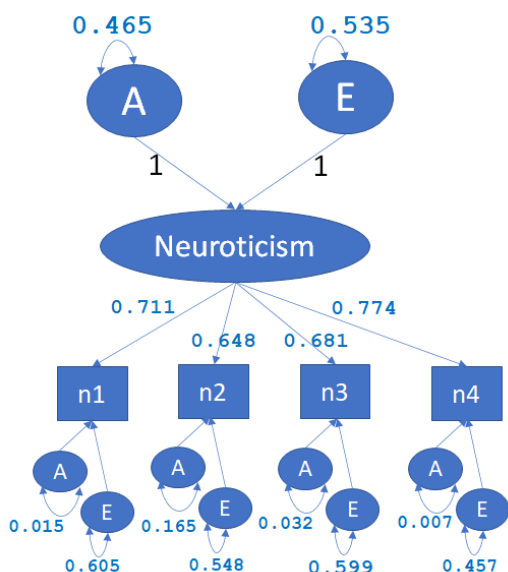 0.465 0.535
A E
1 1
Neuroticism
0.711 0.648 0.681 0.774
n1 n2 n3 n4
A A A A
0.015 0.165 0.032 0.007
E E E E
0.605 0.548 0.599 0.457